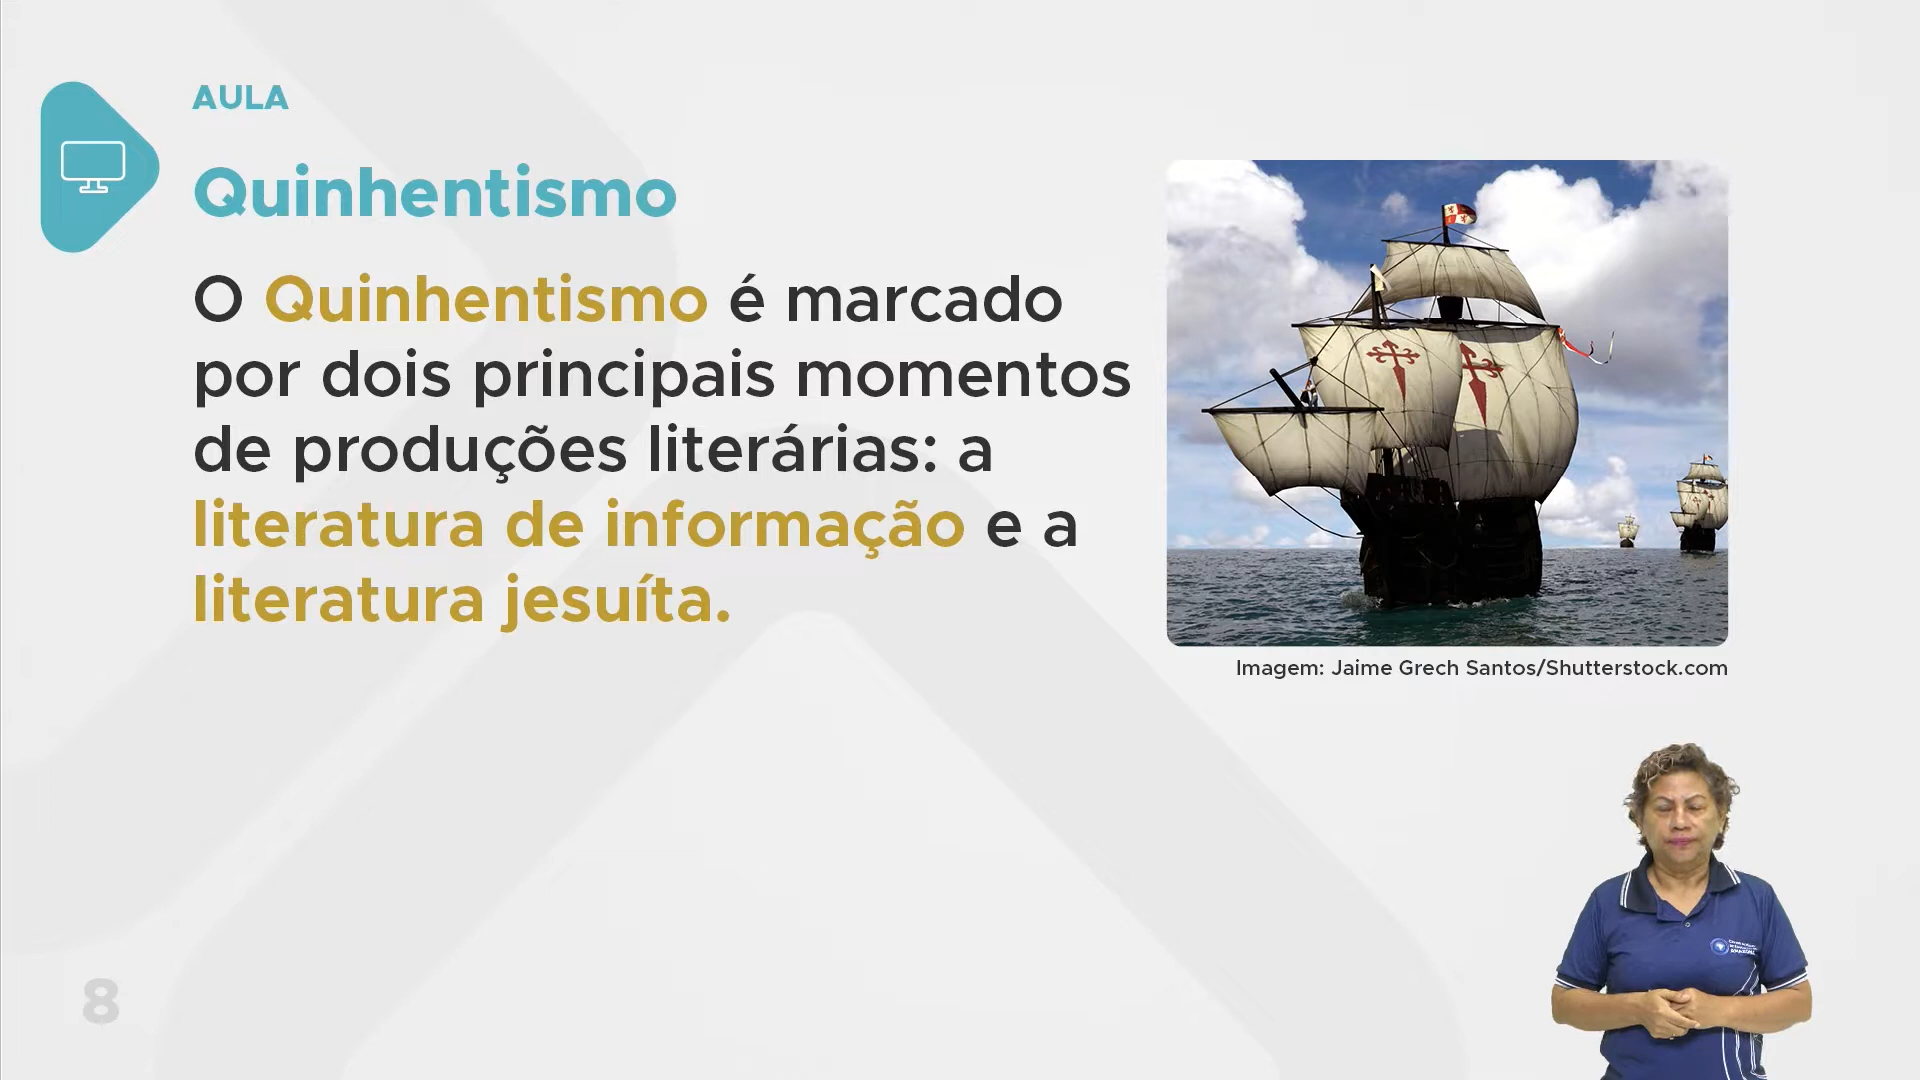 AULA
Quinhentismo
O Quinhentismo é marcado
por dois principais momentos
de produções literárias: a
literatura de informação e a
literatura jesuíta.
Imagem: Jaime Grech Santos/Shutterstock.com
8